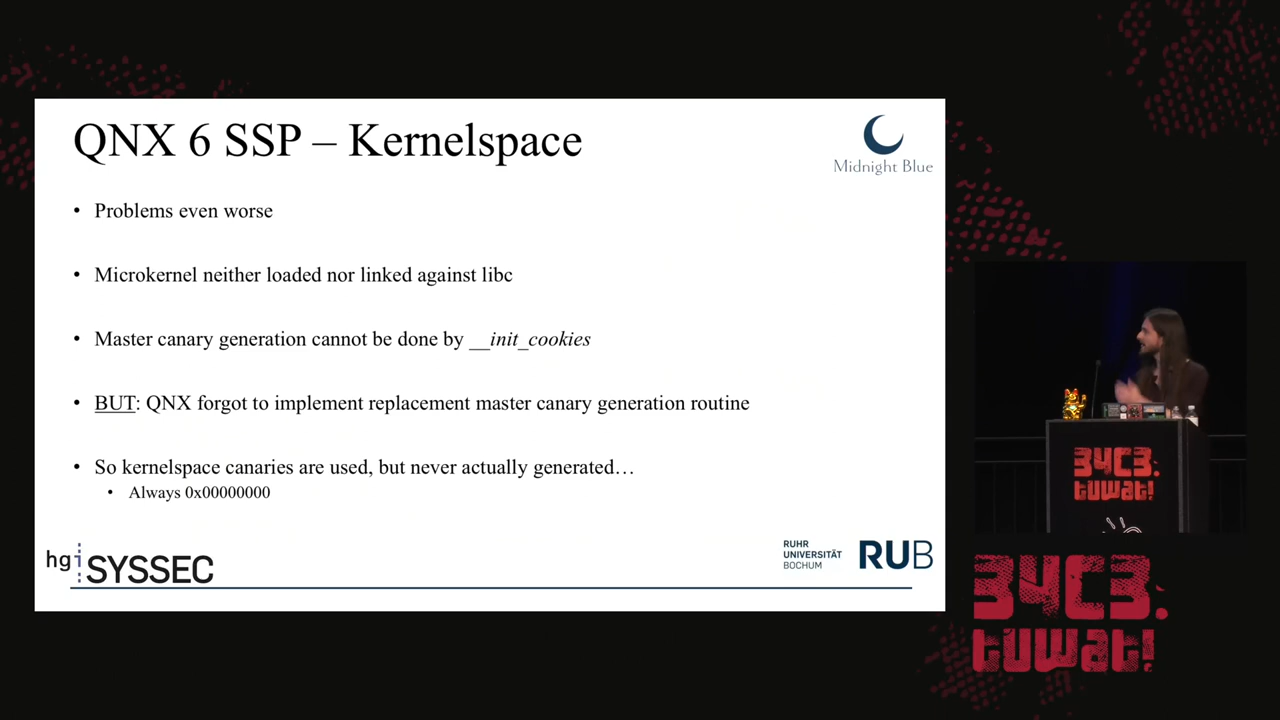 QNX 6 SSP – Kernelspace
Midnight Blue
• Problems even worse
• Microkernel neither loaded nor linked against libc
• Master canary generation cannot be done by __init_cookies
• BUT: QNX forgot to implement replacement master canary generation routine
• So kernelspace canaries are used, but never actually generated…
• Always 0x00000000
hgi SYSSEC
RUHR
UNIVERSITÄT
BOCHUM
RUB
34C3.
tuwat!
34C3.
tuwat!